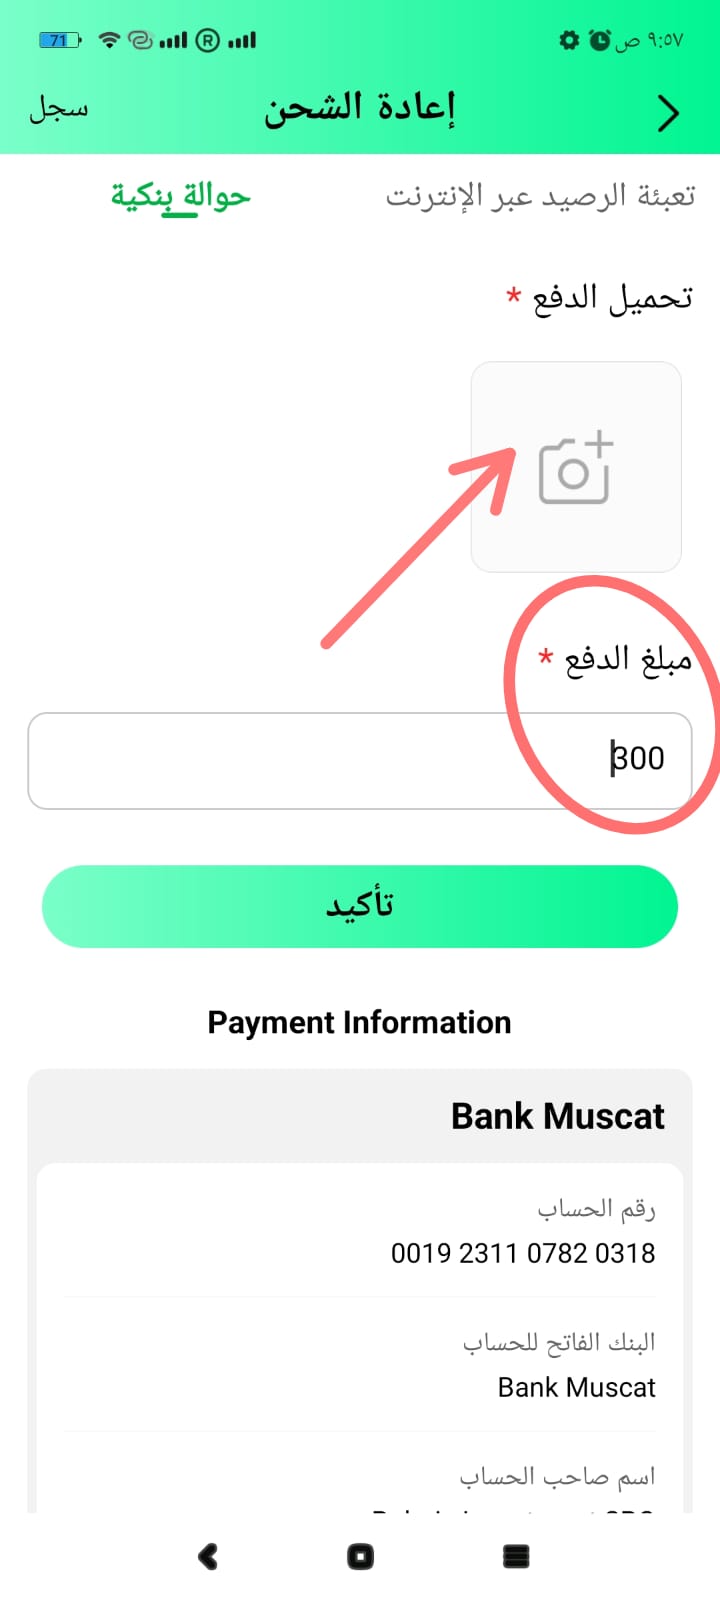 71
R
٩:٥٧ ص
إعادة الشحن
سجل
تعبئة الرصيد عبر الإنترنت
حوالة بنكية
تحميل الدفع *
مبلغ الدفع *
300
تأكيد
Payment Information
Bank Muscat
رقم الحساب
0019 2311 0782 0318
البنك الفاتح للحساب
Bank Muscat
اسم صاحب الحساب